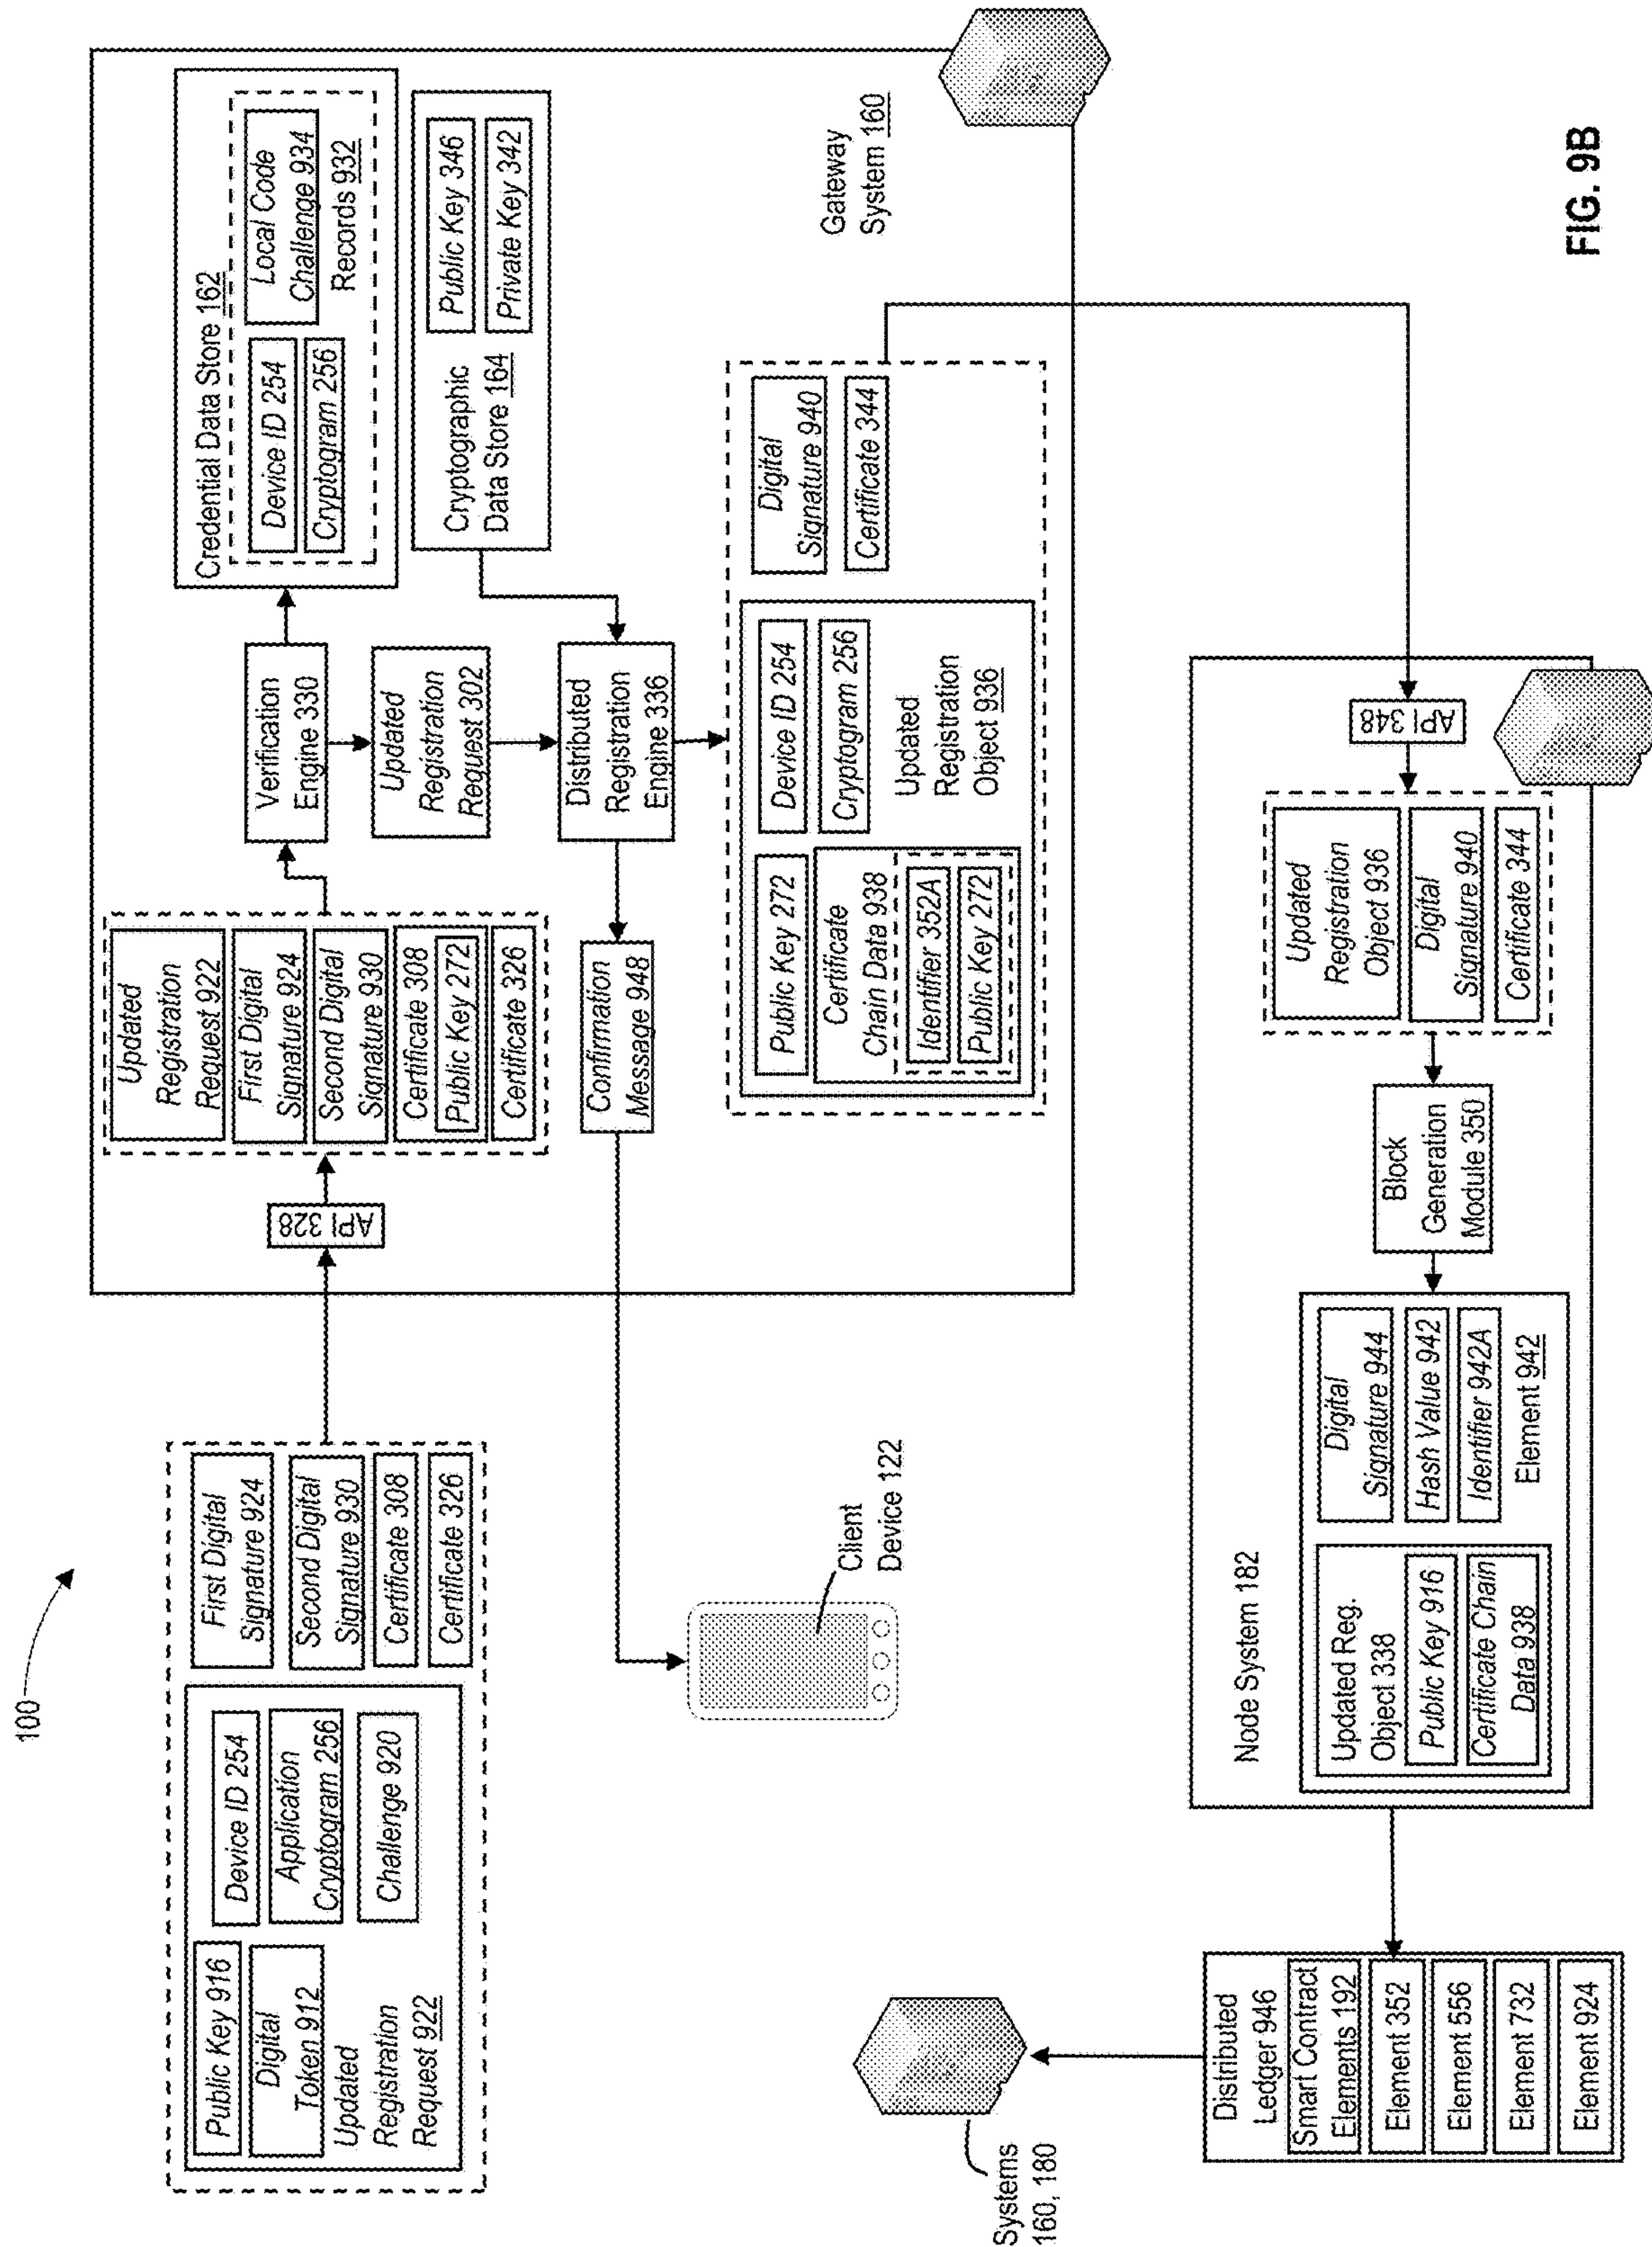 100
Public Key 916
Digital
Token 912
Updated
Registration
Request 922
Device ID 254
Application
Cryptogram 256
Challenge 920
First Digital
Signature 924
Second Digital
Signature 930
Certificate 308
Certificate 326
API 328
Updated
Registration
Request 922
First Digital
Signature 924
Second Digital
Signature 930
Certificate 308
Public Key 272
Certificate 326
Verification
Engine 330
Credential Data Store 162
Device ID 254
Cryptogram 256
Local Code
Challenge 934
Records 932
Updated
Registration
Request 302
Cryptographic
Data Store 164
Public Key 346
Private Key 342
Distributed
Registration
Engine 336
Confirmation
Message 948
Client
Device 122
Public Key 272
Certificate
Chain Data 938
Identifier 352A
Public Key 272
Device ID 254
Cryptogram 256
Updated
Registration
Object 936
Digital
Signature 940
Certificate 344
Gateway
System 160
API 348
Updated
Registration
Object 936
Digital
Signature 940
Certificate 344
Block
Generation
Module 350
Node System 182
Updated Reg.
Object 338
Public Key 916
Certificate Chain
Data 938
Digital
Signature 944
Hash Value 942
Identifier 942A
Element 942
Distributed
Ledger 946
Smart Contract
Elements 192
Element 352
Element 556
Element 732
Element 924
Systems
160, 180
FIG. 9B